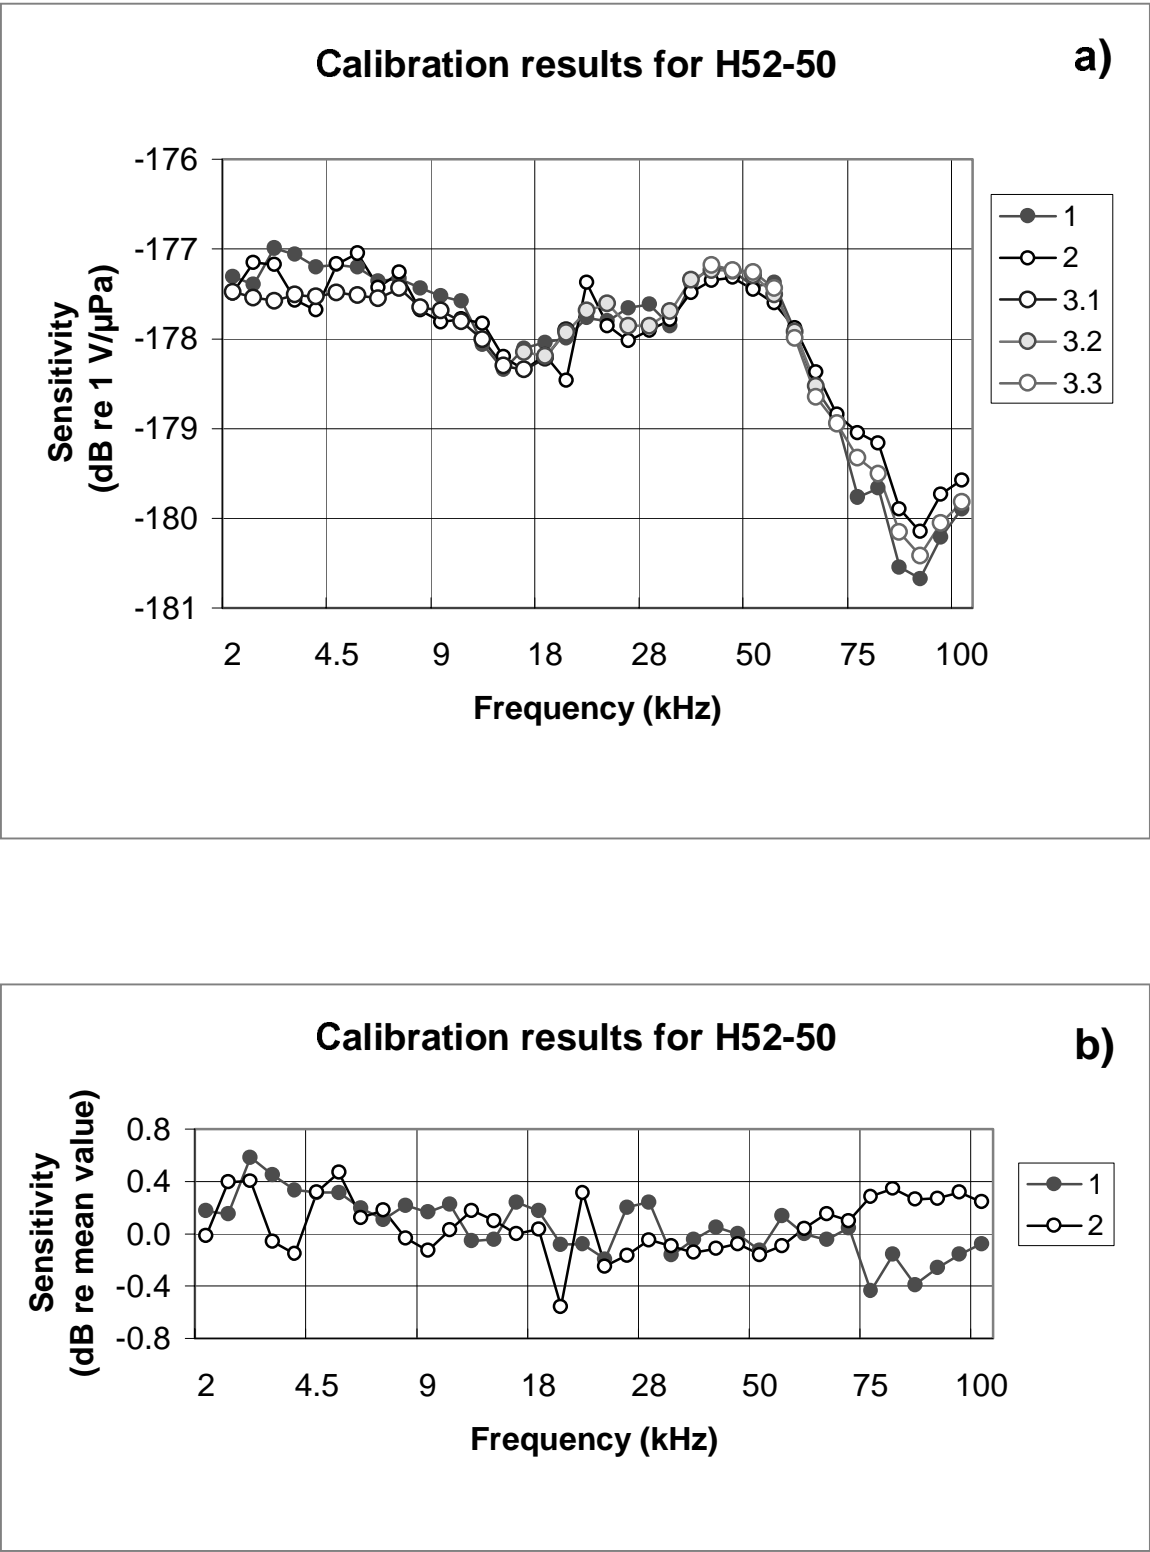 Calibration results for H52-50
a)
-176
-177
-178
-179
-180
-181
Sensitivity
(dB re 1 V/µPa)
2 4.5 9 18 28 50 75 100
Frequency (kHz)
1
2
3.1
3.2
3.3
Calibration results for H52-50
b)
0.8
0.4
0.0
-0.4
-0.8
Sensitivity
(dB re mean value)
2 4.5 9 18 28 50 75 100
Frequency (kHz)
1
2